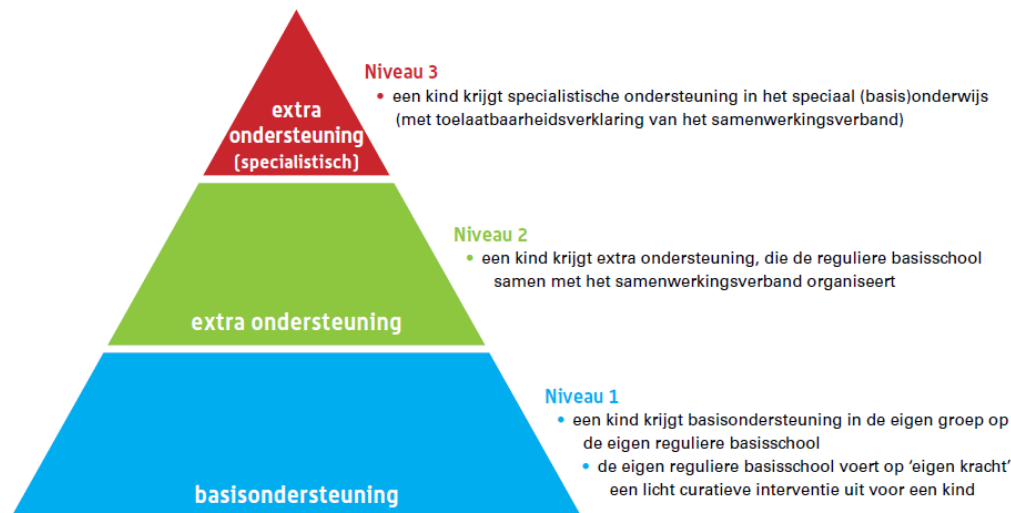 extra
ondersteuning
(specialistisch)
Niveau 3
• een kind krijgt specialistische ondersteuning in het speciaal (basis)onderwijs
(met toelaatbaarheidsverklaring van het samenwerkingsverband)
Niveau 2
• een kind krijgt extra ondersteuning, die de reguliere basisschool
samen met het samenwerkingsverband organiseert
extra ondersteuning
Niveau 1
• een kind krijgt basisondersteuning in de eigen groep op
de eigen reguliere basisschool
• de eigen reguliere basisschool voert op ‘eigen kracht’
een licht curatieve interventie uit voor een kind
basisondersteuning